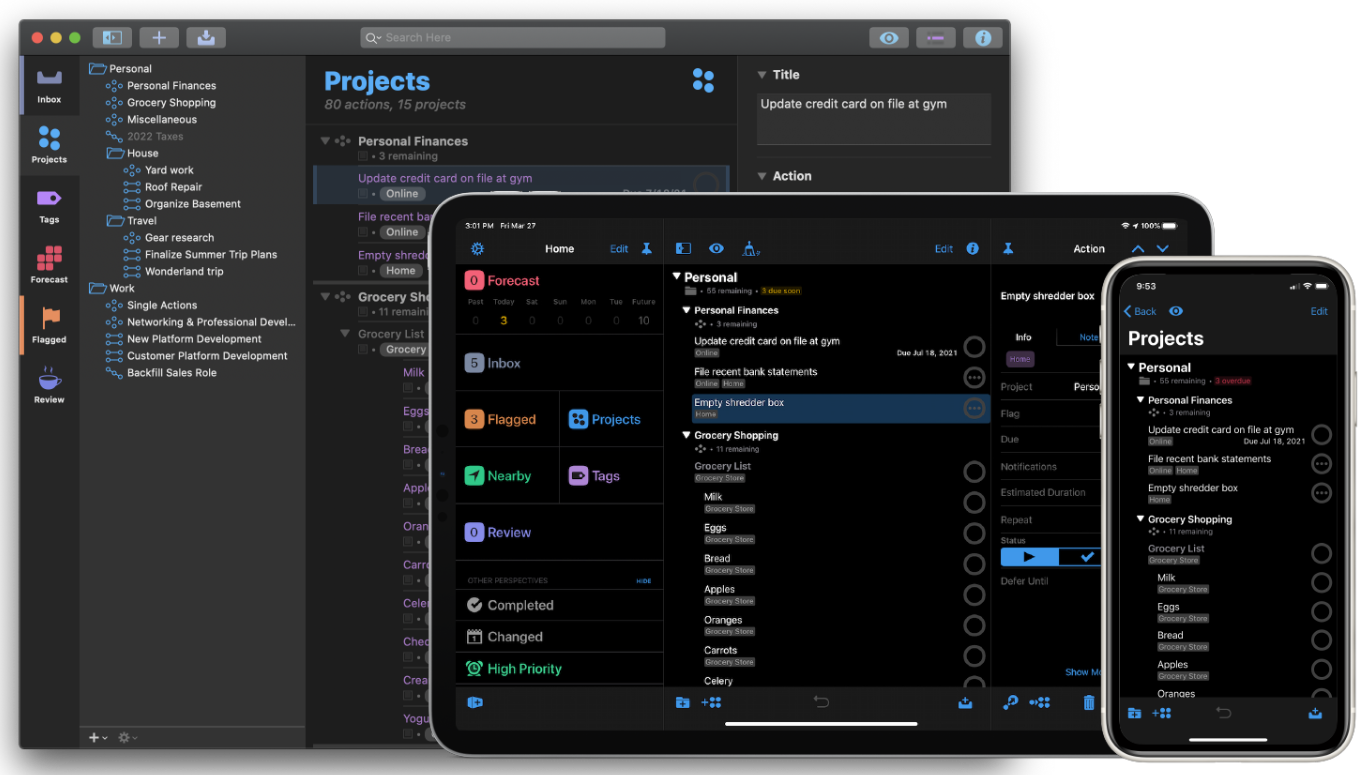 Search Here
Inbox
Projects
Tags
Forecast
Flagged
Review
Personal
Personal Finances
Grocery Shopping
Miscellaneous
2022 Taxes
House
Yard work
Roof Repair
Organize Basement
Travel
Gear research
Finalize Summer Trip Plans
Wonderland trip
Work
Single Actions
Networking & Professional Devel...
New Platform Development
Customer Platform Development
Backfill Sales Role
Projects
80 actions, 15 projects
Personal Finances
• 3 remaining
Update credit card on file at gym
• Online
File recent ba
• Online
Empty shredd
• Home
Grocery Sho
• 11 remaini
Grocery List
• Grocery
Milk
Eggs
Brea
Apple
Oran
Carro
Celer
Chee
Crea
Yogu
Title
Update credit card on file at gym
Action
3:01 PM Fri Mar 27
100%
Home
Edit
0 Forecast
Past Today Sat Sun Mon Tue Future
0 3 0 0 0 0 10
5 Inbox
3 Flagged
Projects
Nearby
Tags
0 Review
OTHER PERSPECTIVES
HIDE
Completed
Changed
High Priority
Edit
Personal
• 55 remaining • 3 due soon
Personal Finances
• 3 remaining
Update credit card on file at gym
Online
Due Jul 18, 2021
File recent bank statements
Online Home
Empty shredder box
Home
Grocery Shopping
• 11 remaining
Grocery List
Grocery Store
Milk
Grocery Store
Eggs
Grocery Store
Bread
Grocery Store
Apples
Grocery Store
Oranges
Grocery Store
Carrots
Grocery Store
Celery
Action
Empty shredder box
Info
Note
Home
Project
Perso
Flag
Due
Notifications
Estimated Duration
Repeat
Status
Defer Until
Show Mo
9:53
Back
Edit
Projects
Personal
• 55 remaining • 3 overdue
Personal Finances
• 3 remaining
Update credit card on file at gym
Online
Due Jul 18, 2021
File recent bank statements
Online Home
Empty shredder box
Home
Grocery Shopping
• 11 remaining
Grocery List
Grocery Store
Milk
Grocery Store
Eggs
Grocery Store
Bread
Grocery Store
Apples
Grocery Store
Oranges